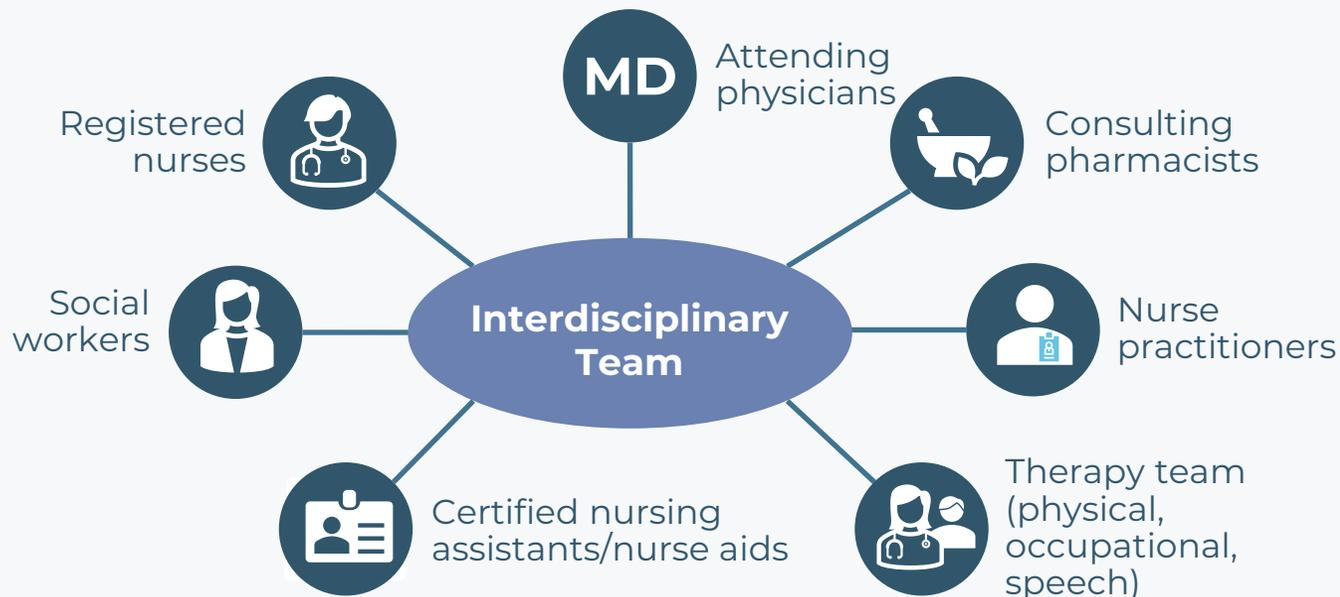 MD
Attending
physicians
Registered
nurses
Consulting
pharmacists
Social
workers
Interdisciplinary
Team
Nurse
practitioners
Certified nursing
assistants/nurse aids
Therapy team
(physical,
occupational,
speech)